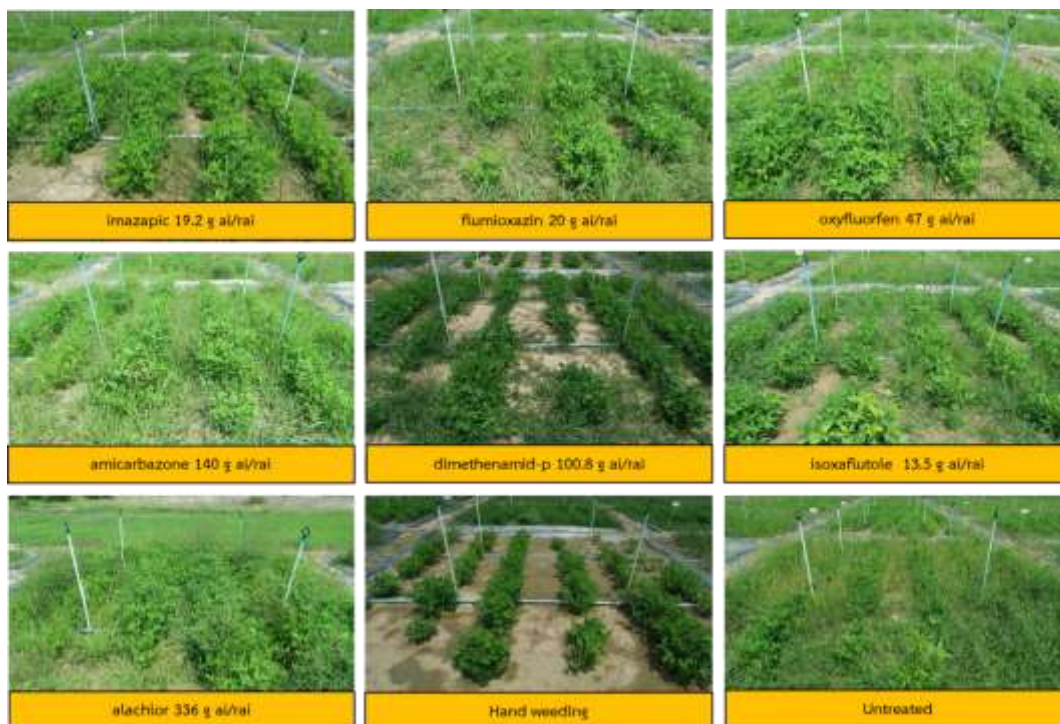 imazapic 19.2 g ai/rai
flumioxazin 20 g ai/rai
oxyfluorfen 47 g ai/rai
amicarbazone 140 g ai/rai
dimethenamid-p 100.8 g ai/rai
isoxaflutole 13.5 g ai/rai
alachlor 336 g ai/rai
Hand weeding
Untreated